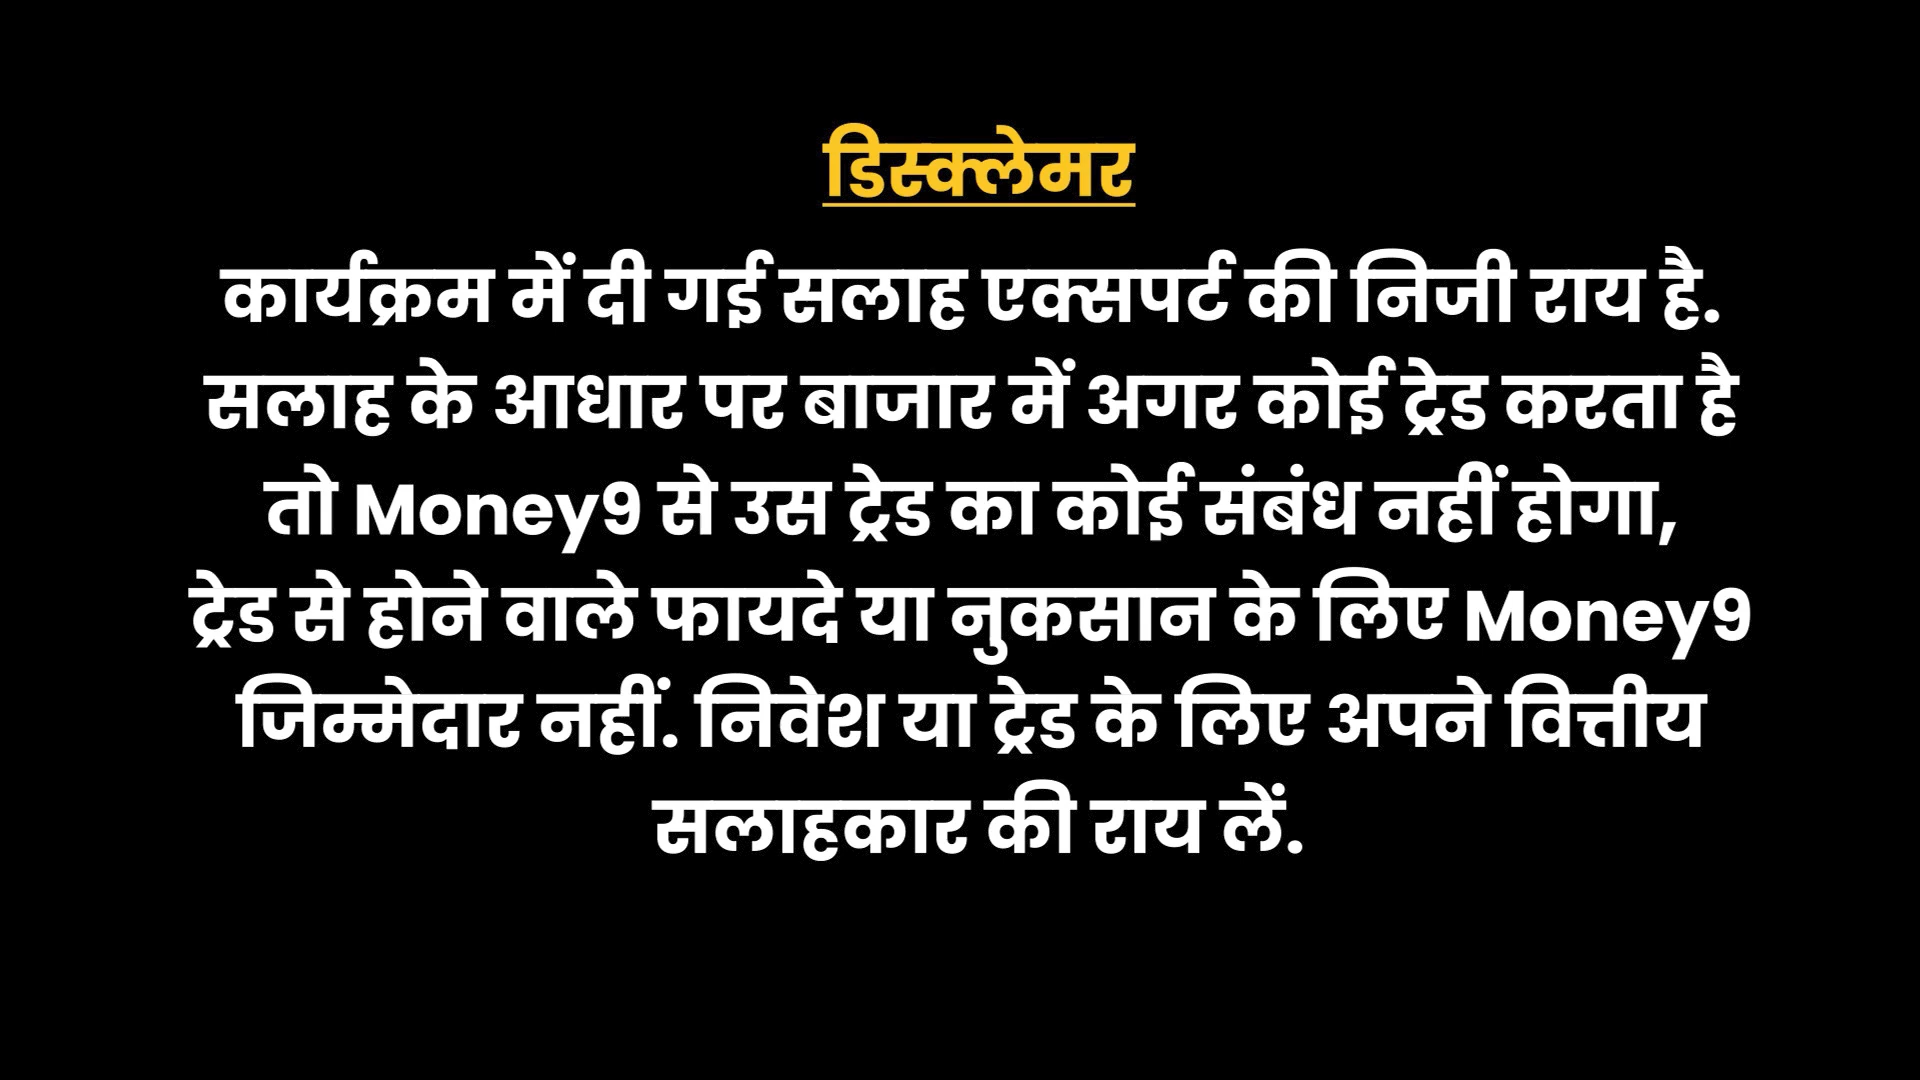 डिस्क्लेमर
कार्यक्रम में दी गई सलाह एक्सपर्ट की निजी राय है.
सलाह के आधार पर बाजार में अगर कोई ट्रेड करता है
तो Money9 से उस ट्रेड का कोई संबंध नहीं होगा,
ट्रेड से होने वाले फायदे या नुकसान के लिए Money9
जिम्मेदार नहीं. निवेश या ट्रेड के लिए अपने वित्तीय
सलाहकार की राय लें.